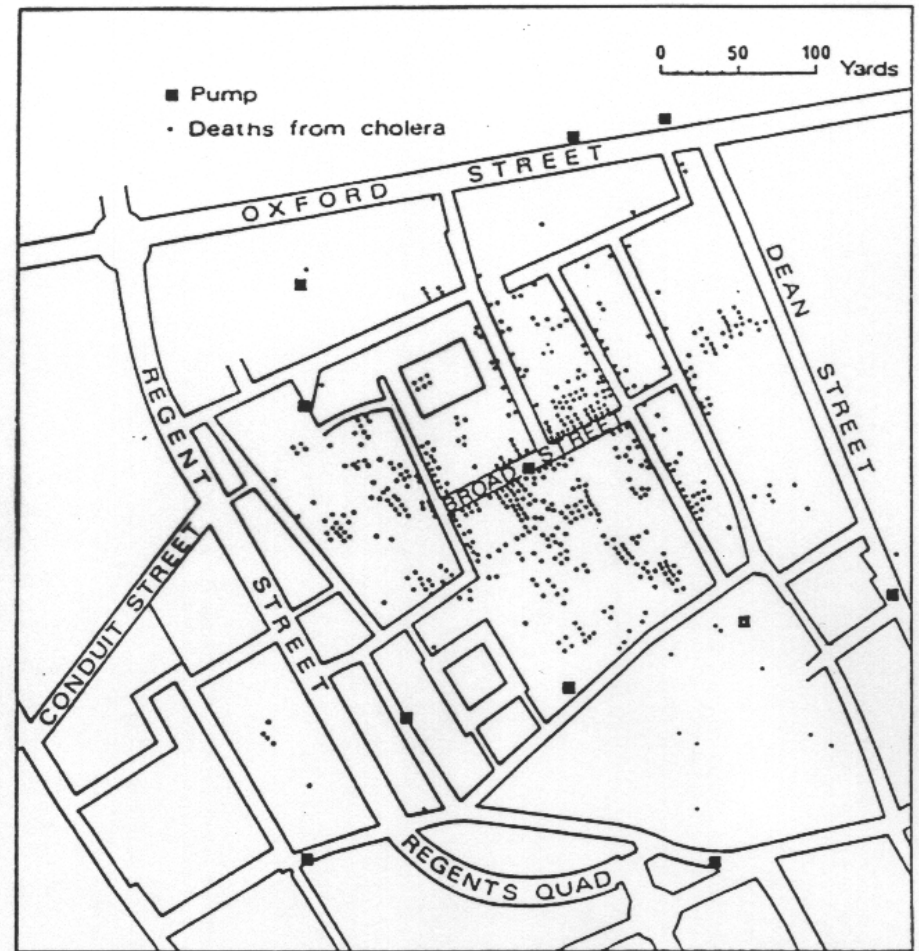 0 50 100
Yards
Pump
Deaths from cholera
OXFORD STREET
DEAN STREET
REGENT STREET
BROAD STREET
CONDUIT STREET
REGENTS QUAD